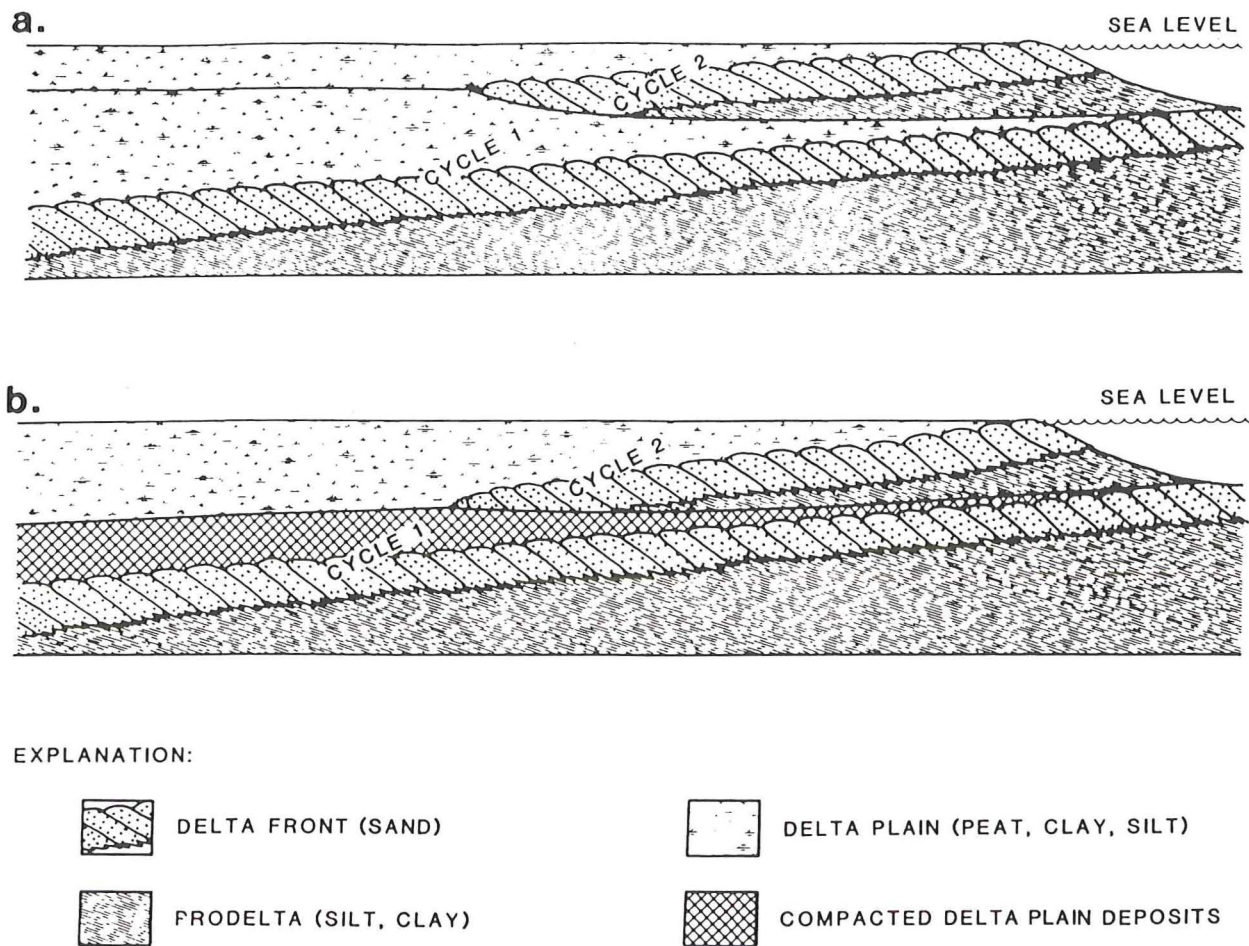 a.
SEA LEVEL
CYCLE 2
CYCLE 1
b.
SEA LEVEL
CYCLE 2
CYCLE 1
EXPLANATION:
DELTA FRONT (SAND)
DELTA PLAIN (PEAT, CLAY, SILT)
PRODELTA (SILT, CLAY)
COMPACTED DELTA PLAIN DEPOSITS